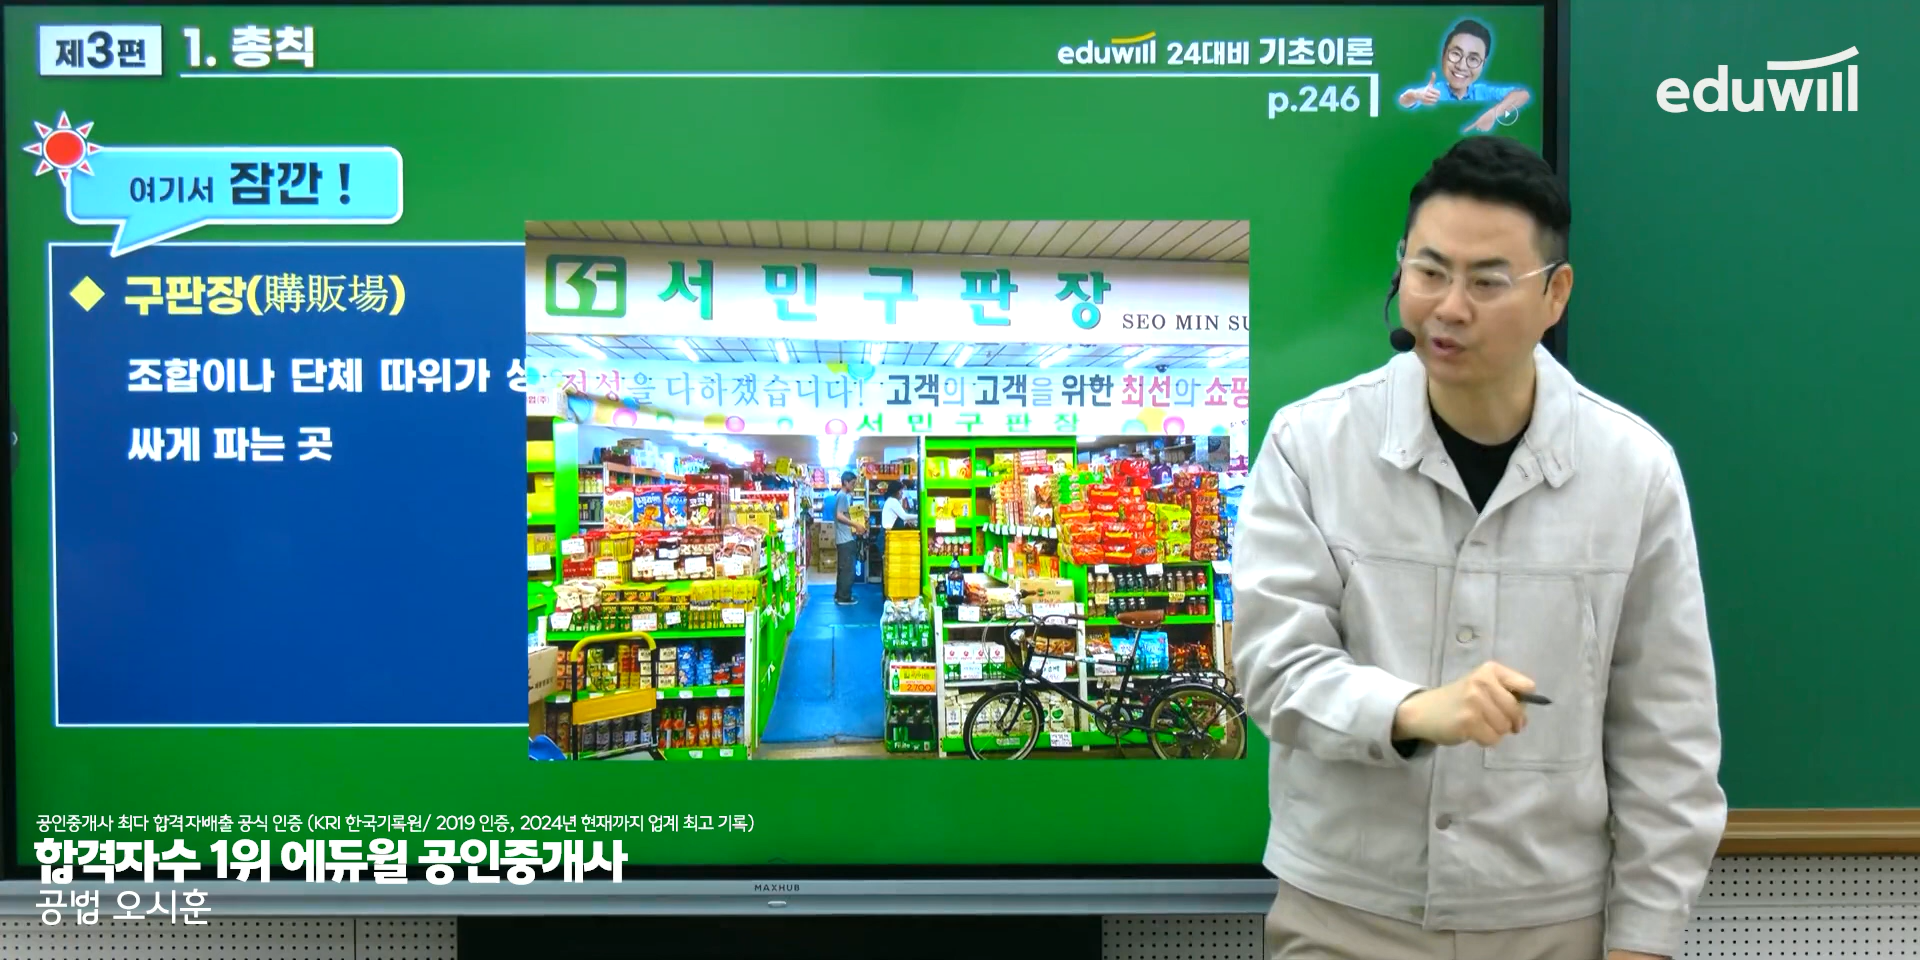 제3편 1. 총칙
eduwill 24대비 기초이론
p.246
eduwill
여기서 잠깐 !
◆ 구판장(購販場)
조합이나 단체 따위가
싸게 파는 곳
서민구판장
SEO MIN SU
정성을 다하겠습니다! 고객의 고객을 위한 최선의 쇼핑
서민구판장
2,700
공인중개사 최다 합격자배출 공식 인증 (KRI 한국기록원/ 2019 인증, 2024년 현재까지 업계 최고 기록)
합격자수 1위 에듀윌 공인중개사
공법 오시훈
MAXHUB